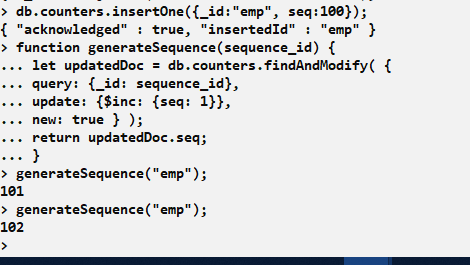 > db.counters.insertOne({_id:"emp", seq:100});
{ "acknowledged" : true, "insertedId" : "emp" }
> function generateSequence(sequence_id) {
... let updatedDoc = db.counters.findAndModify( {
... query: {_id: sequence_id},
... update: {$inc: {seq: 1}},
... new: true } );
... return updatedDoc.seq;
... }
> generateSequence("emp");
101
> generateSequence("emp");
102
>